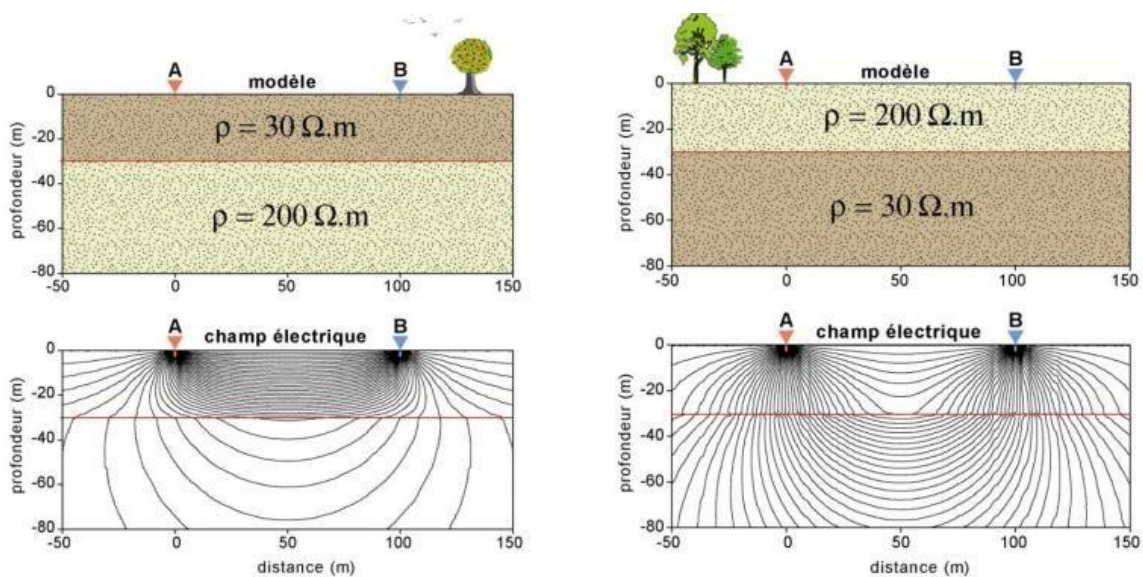 A B
modèle
profondeur (m)
0
-20
-40
-60
-80
ρ = 30 Ω.m
ρ = 200 Ω.m
-50 0 50 100 150
A B
modèle
profondeur (m)
0
-20
-40
-60
-80
ρ = 200 Ω.m
ρ = 30 Ω.m
-50 0 50 100 150
A B
champ électrique
profondeur (m)
0
-20
-40
-60
-80
-50 0 50 100 150
distance (m)
A B
champ électrique
profondeur (m)
0
-20
-40
-60
-80
-50 0 50 100 150
distance (m)